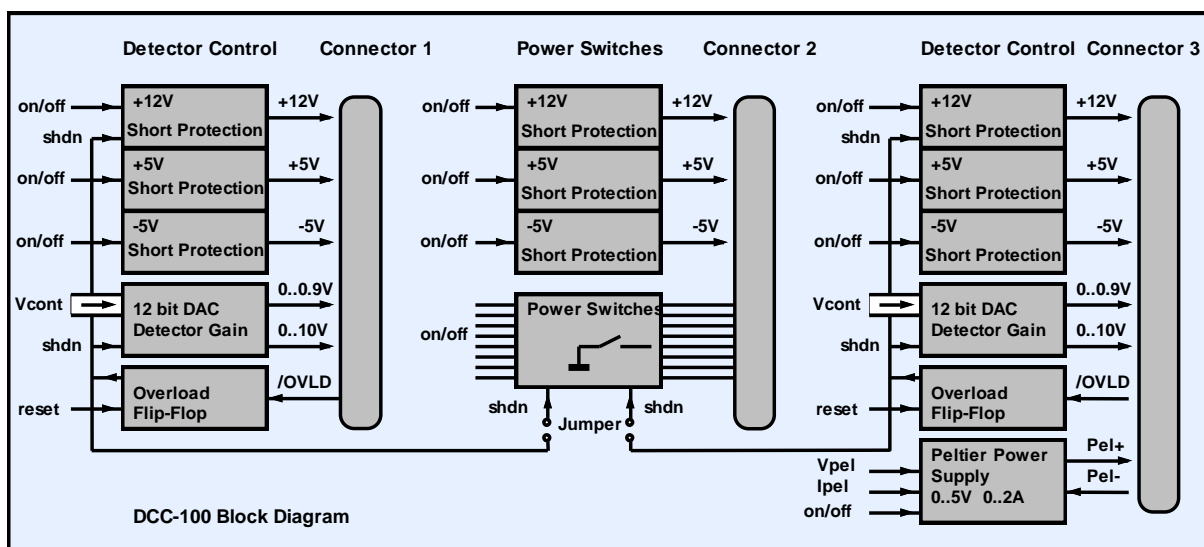 Detector Control
Connector 1
Power Switches
Connector 2
Detector Control
Connector 3
on/off
+12V
Short Protection
+12V
shdn
on/off
+5V
Short Protection
+5V
on/off
-5V
Short Protection
-5V
Vcont
12 bit DAC
Detector Gain
0..0.9V
0..10V
shdn
Overload
Flip-Flop
/OVLD
reset
on/off
+12V
Short Protection
+12V
on/off
+5V
Short Protection
+5V
on/off
-5V
Short Protection
-5V
on/off
Power Switches
shdn
Jumper
shdn
on/off
+12V
Short Protection
+12V
shdn
on/off
+5V
Short Protection
+5V
on/off
-5V
Short Protection
-5V
Vcont
12 bit DAC
Detector Gain
0..0.9V
0..10V
shdn
Overload
Flip-Flop
/OVLD
reset
Vpel
Ipel
on/off
Peltier Power
Supply
0..5V 0..2A
Pel+
Pel-
DCC-100 Block Diagram